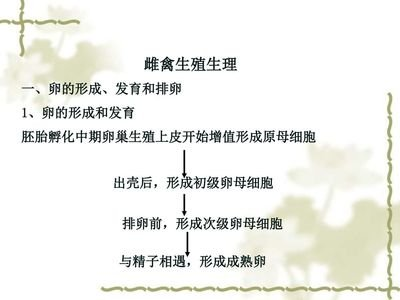 雌禽生殖生理
一、卵的形成、发育和排卵
1、卵的形成和发育
胚胎孵化中期卵巢生殖上皮开始增值形成原母细胞
出壳后，形成初级卵母细胞
排卵前，形成次级卵母细胞
与精子相遇，形成成熟卵